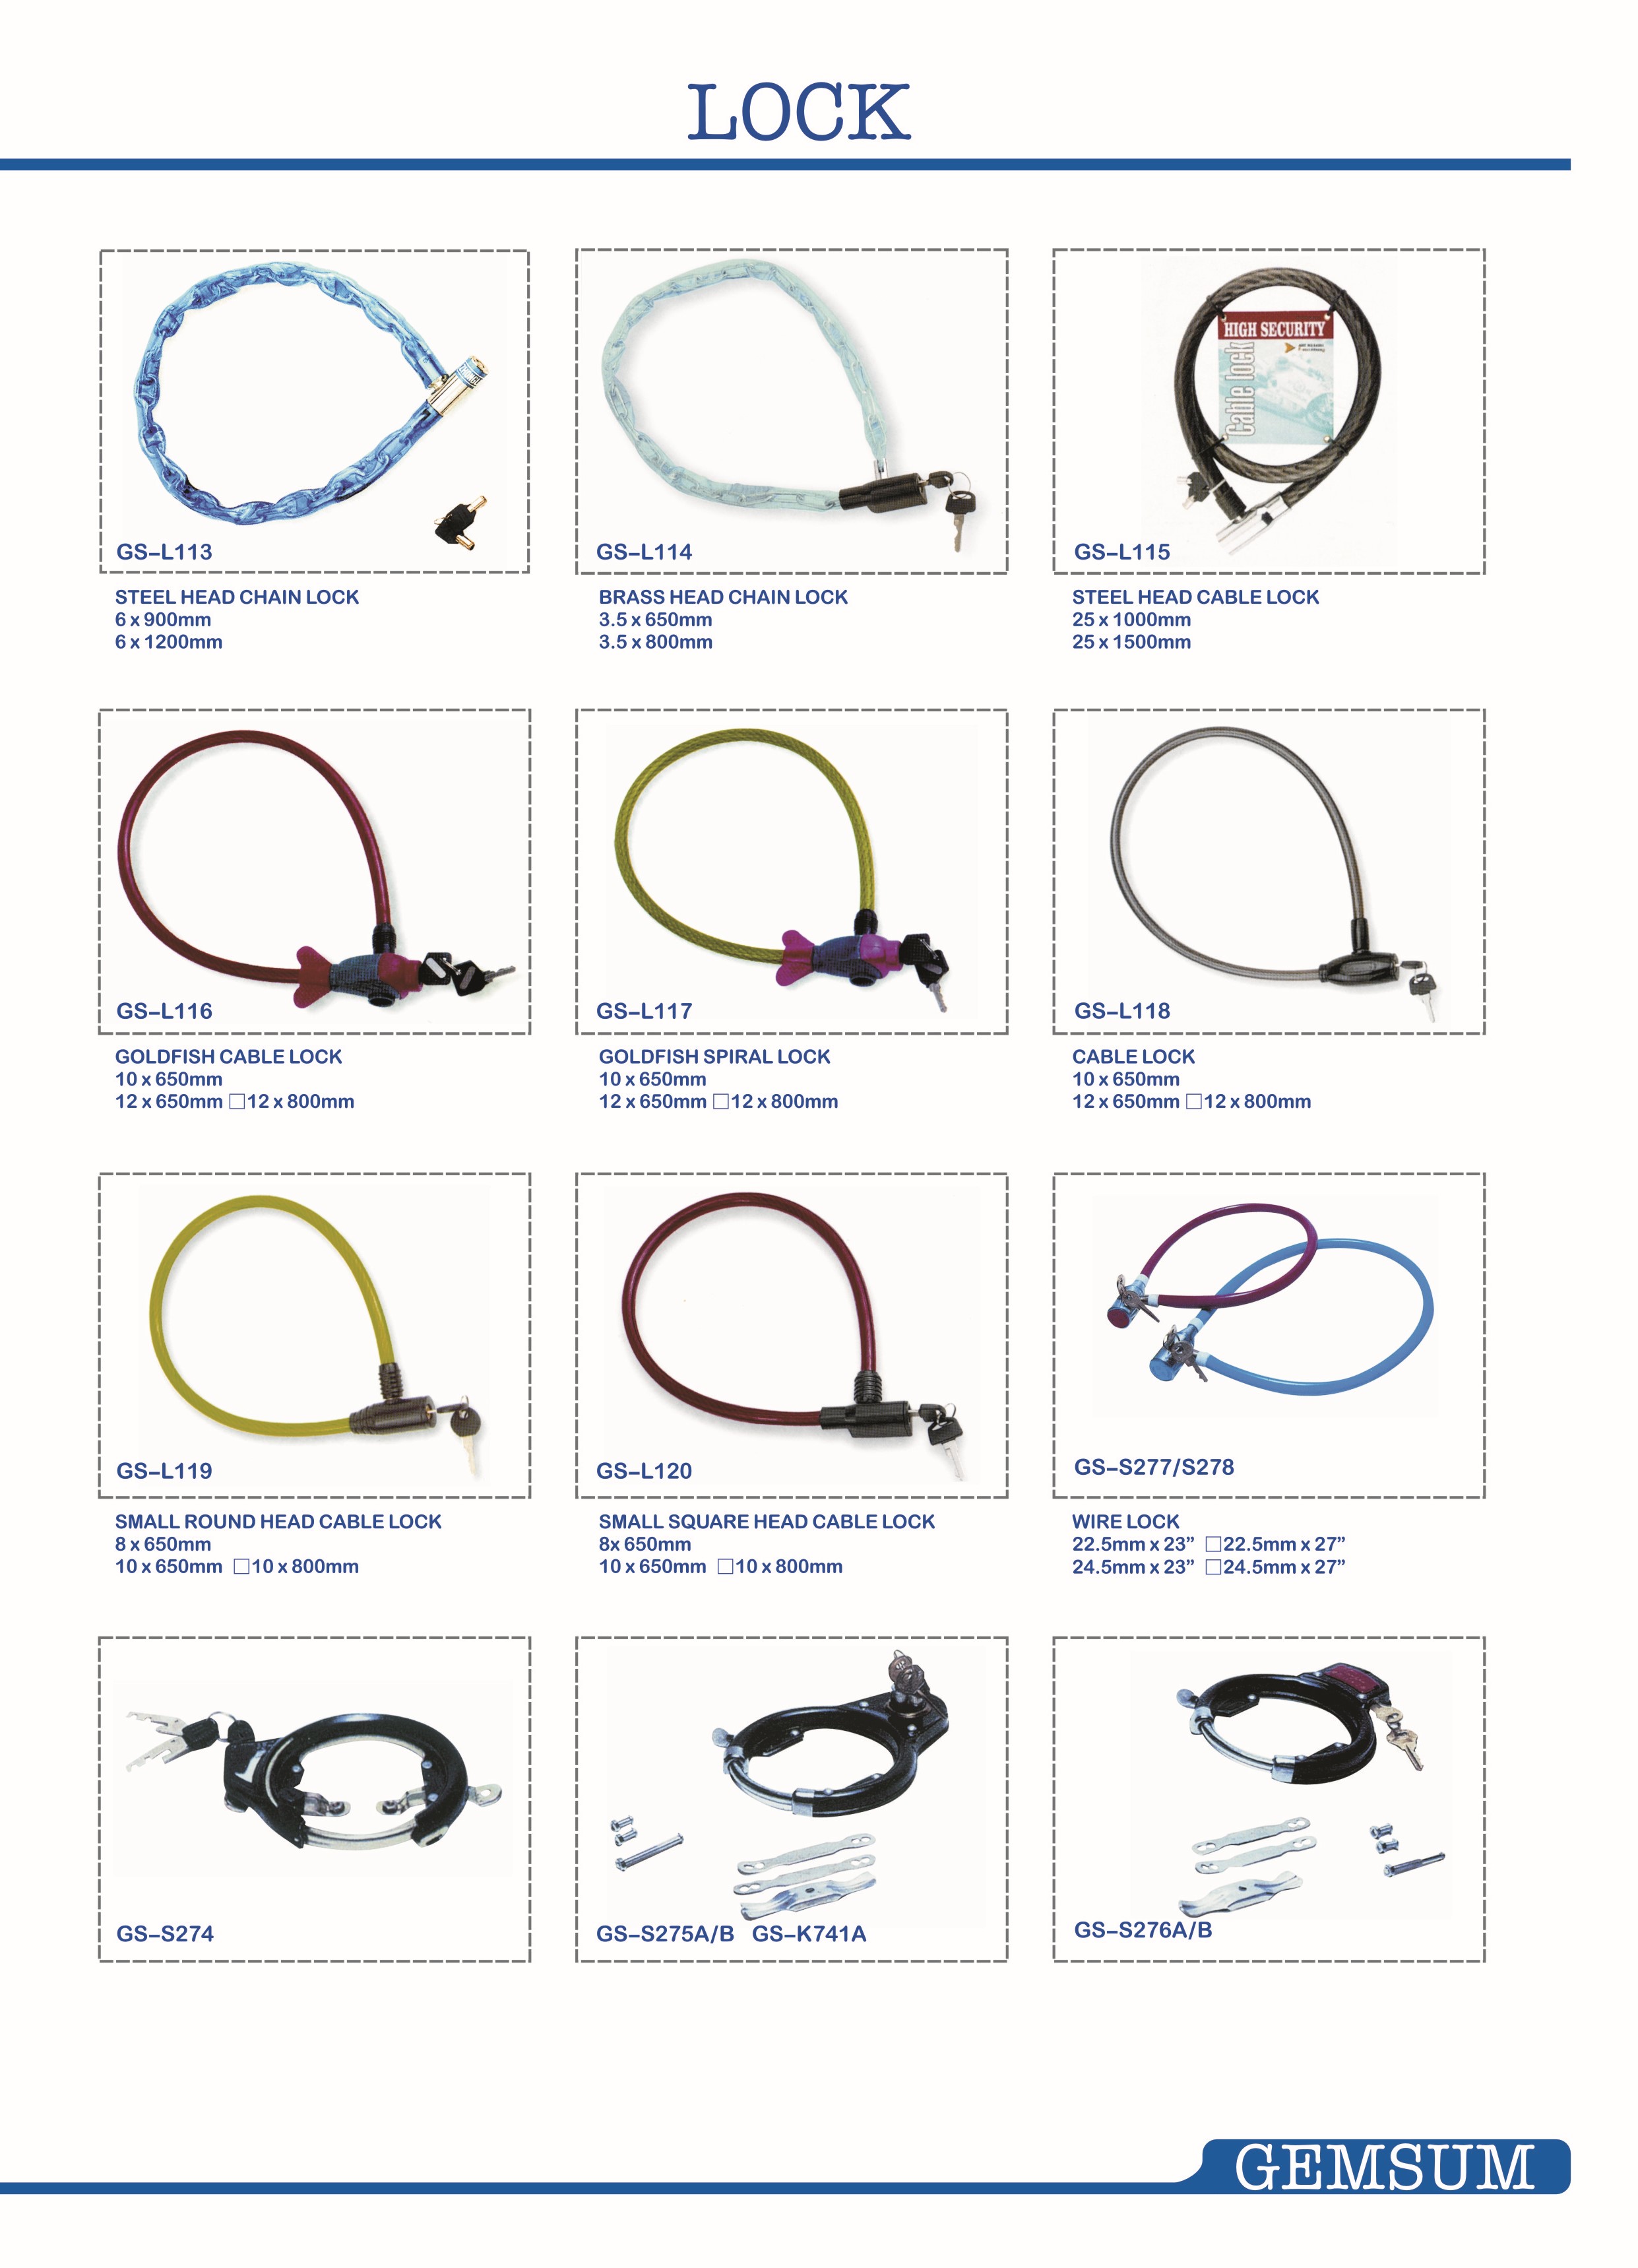 LOCK
HIGH SECURITY
Cable lock
GS-L113
GS-L114
GS-L115
STEEL HEAD CHAIN LOCK
6 x 900mm
6 x 1200mm
BRASS HEAD CHAIN LOCK
3.5 x 650mm
3.5 x 800mm
STEEL HEAD CABLE LOCK
25 x 1000mm
25 x 1500mm
GS-L116
GS-L117
GS-L118
GOLDFISH CABLE LOCK
10 x 650mm
12 x 650mm □12 x 800mm
GOLDFISH SPIRAL LOCK
10 x 650mm
12 x 650mm □12 x 800mm
CABLE LOCK
10 x 650mm
12 x 650mm □12 x 800mm
GS-L119
GS-L120
GS-S277/S278
SMALL ROUND HEAD CABLE LOCK
8 x 650mm
10 x 650mm □10 x 800mm
SMALL SQUARE HEAD CABLE LOCK
8x 650mm
10 x 650mm □10 x 800mm
WIRE LOCK
22.5mm x 23” □22.5mm x 27”
24.5mm x 23” □24.5mm x 27”
GS-S274
GS-S275A/B GS-K741A
GS-S276A/B
GEMSUM